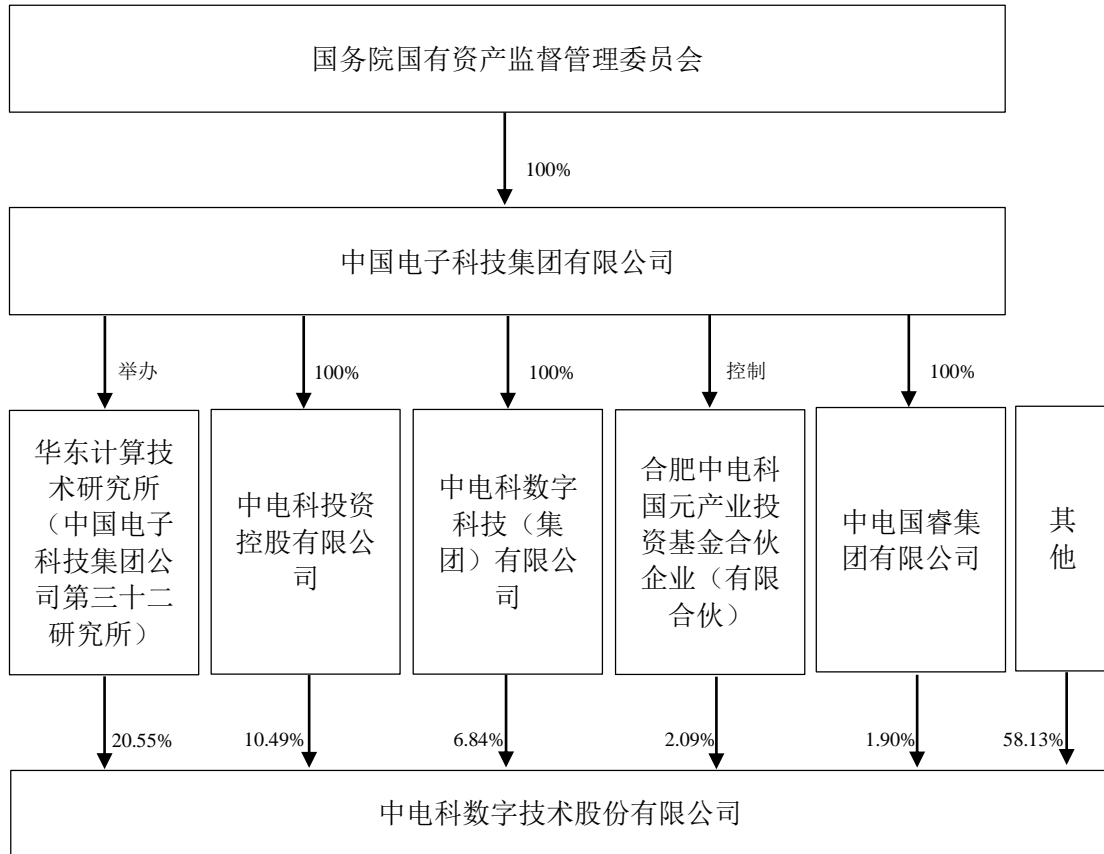 国务院国有资产监督管理委员会
100%
中国电子科技集团有限公司
举办
100%
100%
控制
100%
华东计算技
术研究所
（中国电子
科技集团公
司第三十二
研究所）
中电科投资
控股有限公
司
中电科数字
科技（集
团）有限公
司
合肥中电科
国元产业投
资基金合伙
企业（有限
合伙）
中电国睿集
团有限公司
其
他
20.55%
10.49%
6.84%
2.09%
1.90%
58.13%
中电科数字技术股份有限公司